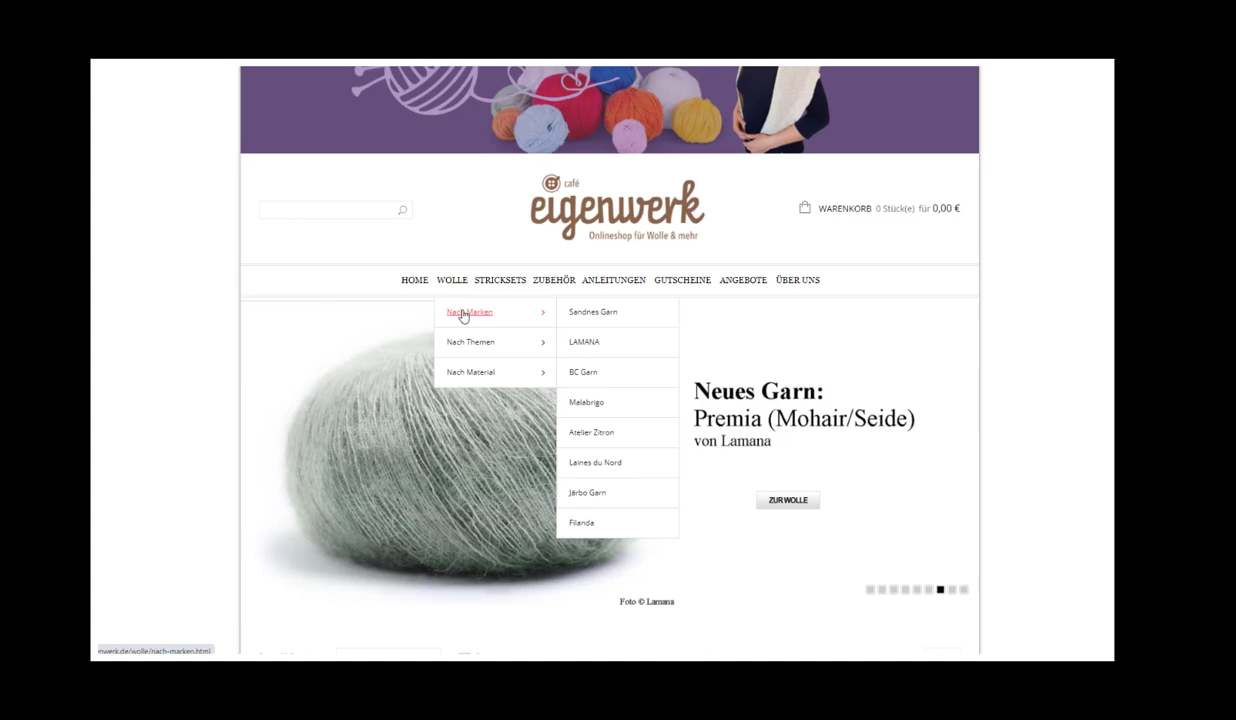 café
eigenwerk
Onlineshop für Wolle & mehr
WARENKORB 0 Stück(e) für 0,00 €
HOME WOLLE STRICKSETS ZUBEHÖR ANLEITUNGEN GUTSCHEINE ANGEBOTE ÜBER UNS
Nach Marken
Nach Themen
Nach Material
Sandnes Garn
LAMANA
BC Garn
Malabrigo
Atelier Zitron
Laines du Nord
Järbo Garn
Filanda
Neues Garn:
Premia (Mohair/Seide)
von Lamana
ZUR WOLLE
Foto © Lamana
enwerk.de/wolle/nach-marken.html